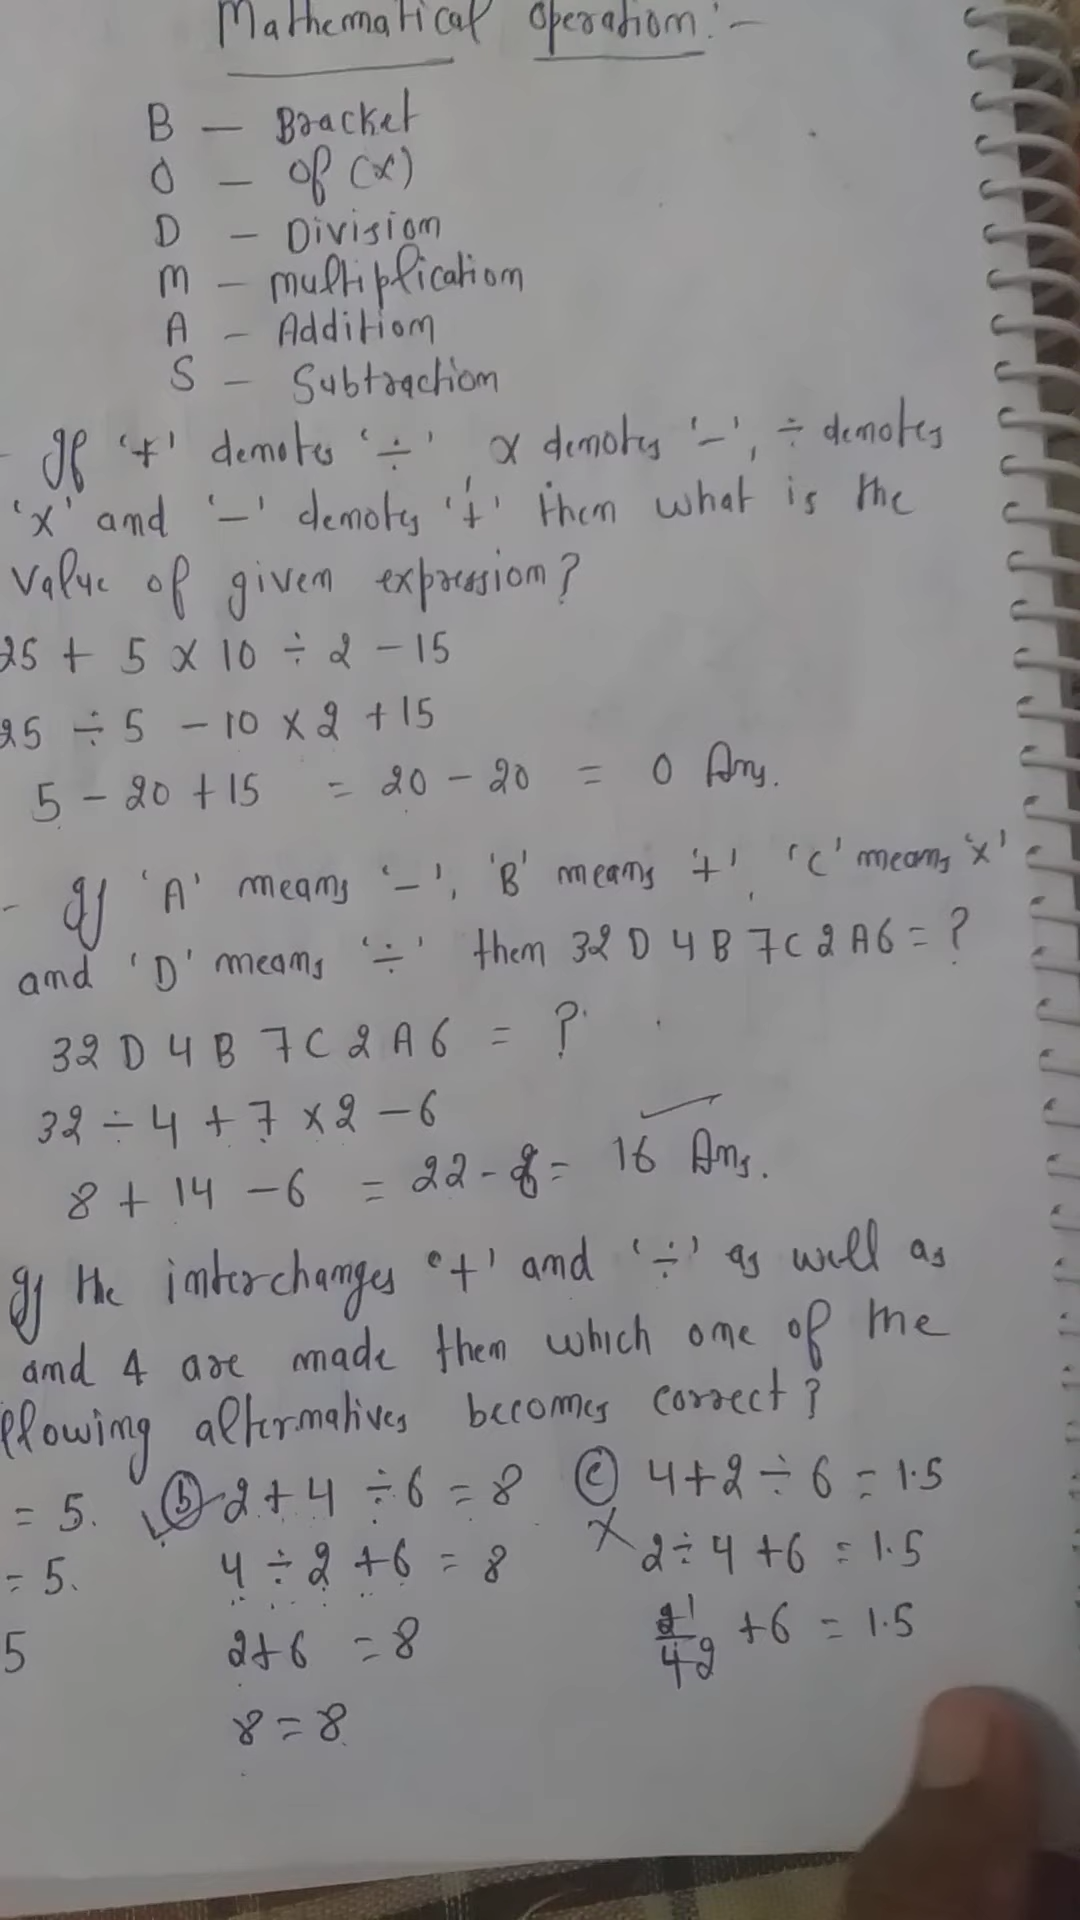 Mathematical Operation:-
B - Bracket
O - Of (x)
D - Division
M - Multiplication
A - Addition
S - Subtraction
- If '+' denotes '÷', x denotes '-', ÷ denotes
'x' and '-' denotes '+' then what is the
Value of given expression?
25 + 5 x 10 ÷ 2 - 15
25 ÷ 5 - 10 x 2 + 15
5 - 20 + 15 = 20 - 20 = 0 Ans.
- If 'A' means '-', 'B' means '+', 'C' means 'x'
and 'D' means '÷' then 32 D 4 B 7 C 2 A 6 = ?
32 D 4 B 7 C 2 A 6 = ?
32 ÷ 4 + 7 x 2 - 6
8 + 14 - 6 = 22 - 6 = 16 Ans.
If the interchanges '+' and '÷' as well as
and 4 are made then which one of the
llowing alternatives becomes correct?
= 5. (b) 2 + 4 ÷ 6 = 8 (c) 4 + 2 ÷ 6 = 1.5
= 5. 4 ÷ 2 + 6 = 8 x 2 ÷ 4 + 6 = 1.5
5 2 + 6 = 8 2/4 1/2 + 6 = 1.5
8 = 8